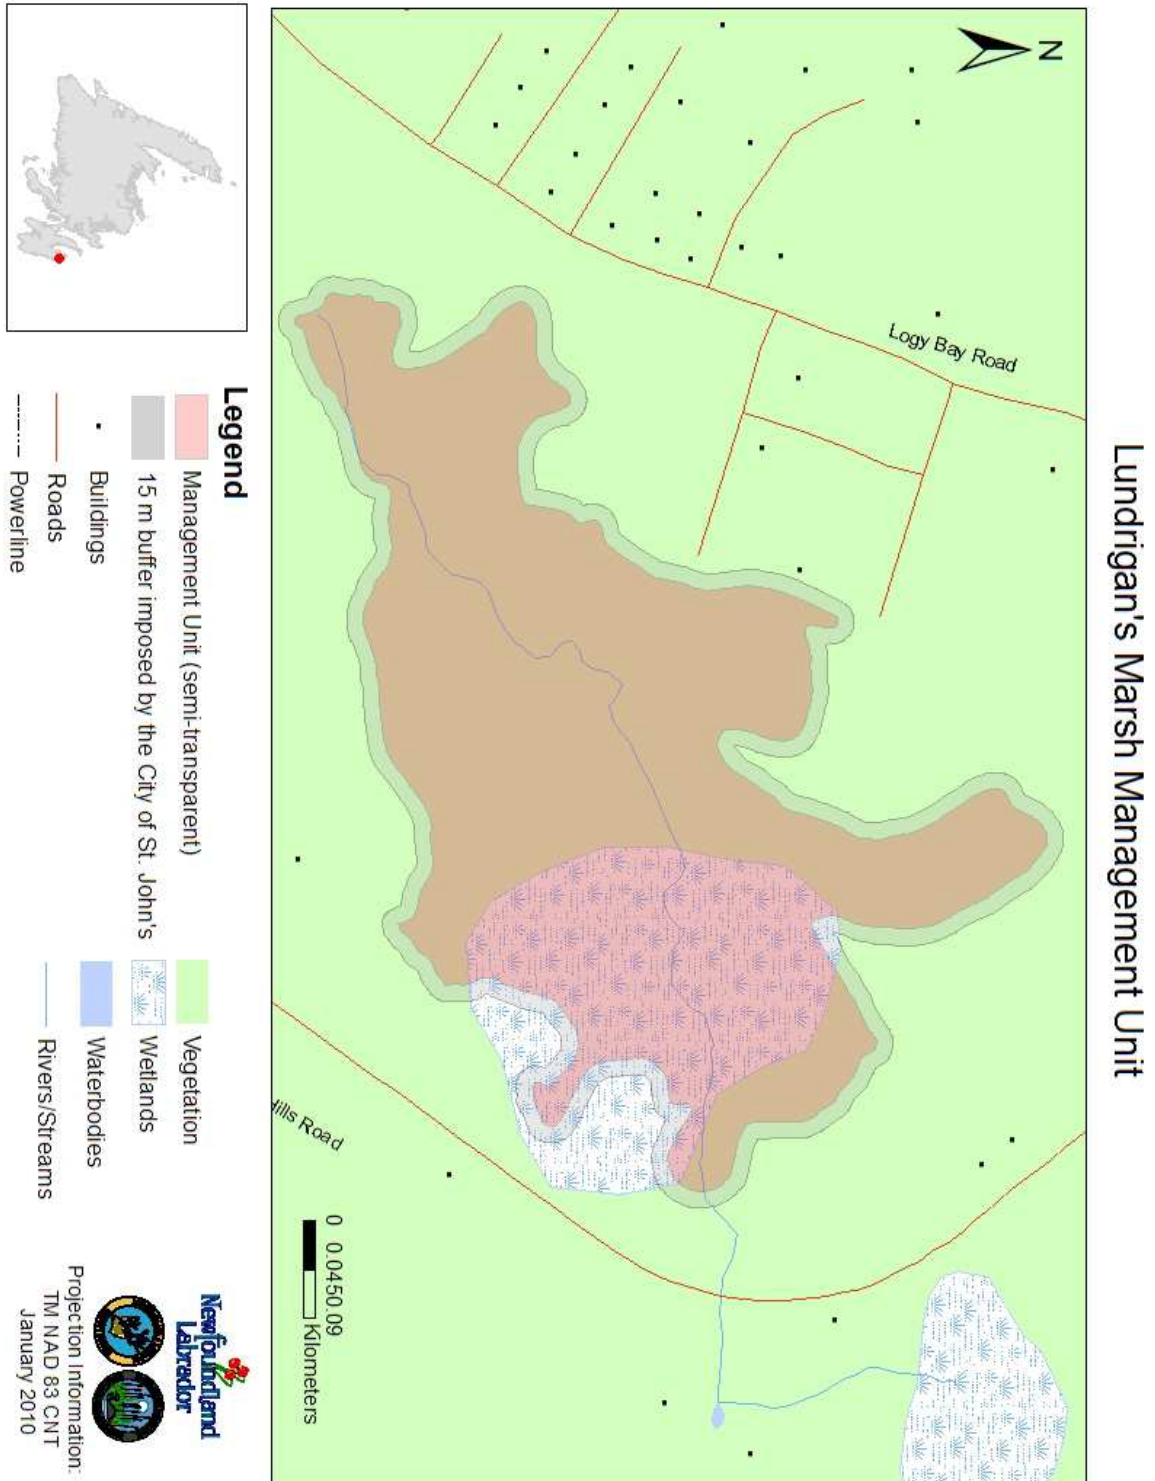 Lundrigan's Marsh Management Unit
N
Logy Bay Road
Hills Road
0 0.0450.09
Kilometers
Legend
Management Unit (semi-transparent)
15 m buffer imposed by the City of St. John's
Buildings
Roads
Powerline
Vegetation
Wetlands
Waterbodies
Rivers/Streams
Newfoundland
Labrador
Projection Information:
TM NAD 83 CNT
January 2010